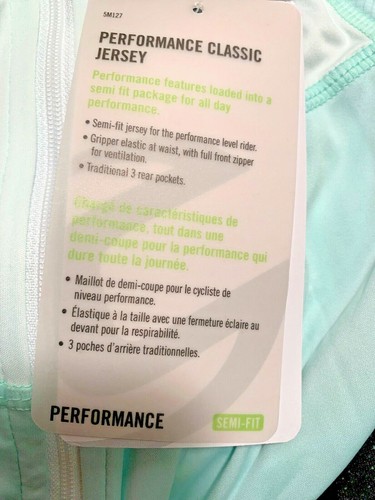 SM127
PERFORMANCE CLASSIC
JERSEY
Performance features loaded into a
semi fit package for all day
performance.
• Semi-fit jersey for the performance level rider.
• Gripper elastic at waist, with full front zipper
for ventilation.
• Traditional 3 rear pockets.
Chargé de caractéristiques de
performance, tout dans une
demi-coupe pour la performance qui
dure toute la journée.
• Maillot de demi-coupe pour le cycliste de
niveau performance.
• Élastique à la taille avec une fermeture éclaire au
devant pour la respirabilité.
• 3 poches d'arrière traditionnelles.
PERFORMANCE
SEMI-FIT